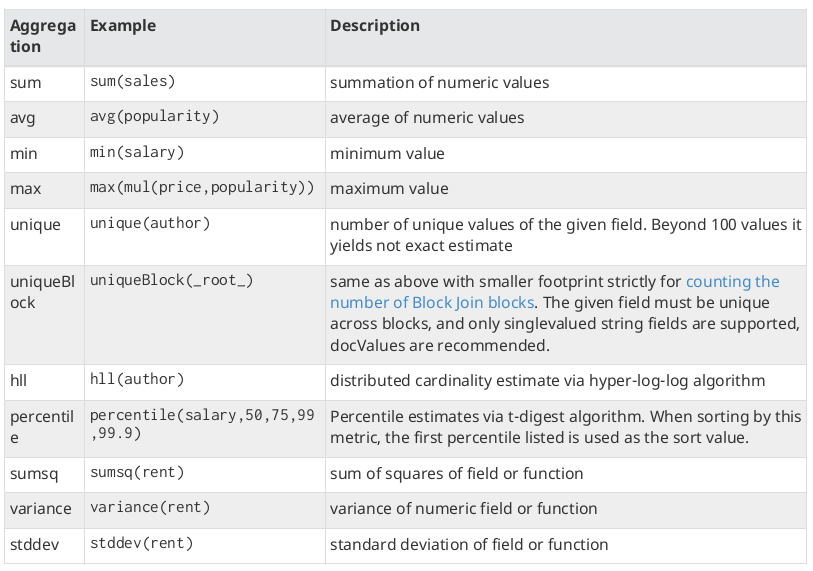 Aggrega Example Description
tion
sum sum(sales) summation of numeric values
avg avg(popularity) average of numeric values
min min(salary) minimum value
max max(mul(price,popularity)) maximum value
unique unique(author) number of unique values of the given field. Beyond 100 values it
yields not exact estimate
uniqueBl uniqueBlock(_root_) same as above with smaller footprint strictly for counting the
ock number of Block Join blocks. The given field must be unique
across blocks, and only singlevalued string fields are supported,
docValues are recommended.
hll hll(author) distributed cardinality estimate via hyper-log-log algorithm
percentil percentile(salary,50,75,99 Percentile estimates via t-digest algorithm. When sorting by this
e ,99.9) metric, the first percentile listed is used as the sort value.
sumsq sumsq(rent) sum of squares of field or function
variance variance(rent) variance of numeric field or function
stddev stddev(rent) standard deviation of field or function